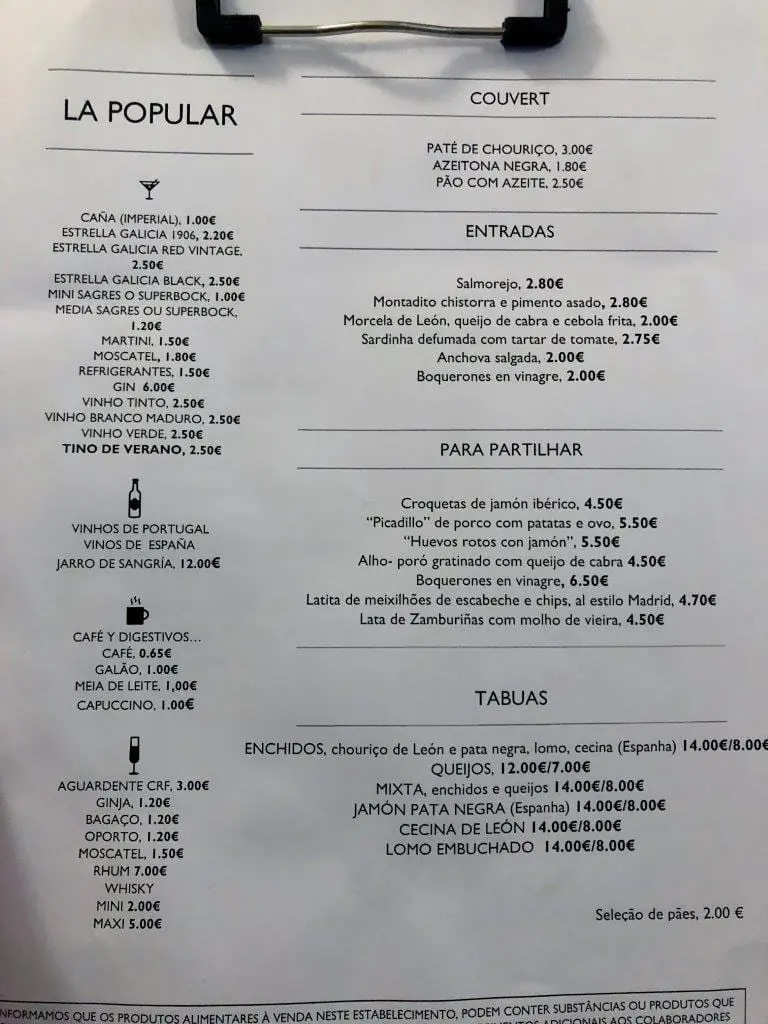 LA POPULAR
CAÑA (IMPERIAL), 1.00€
ESTRELLA GALICIA 1906, 2.20€
ESTRELLA GALICIA RED VINTAGE,
2.50€
ESTRELLA GALICIA BLACK, 2.50€
MINI SAGRES O SUPERBOCK, 1.00€
MEDIA SAGRES OU SUPERBOCK,
1.20€
MARTINI, 1.50€
MOSCATEL, 1.80€
REFRIGERANTES, 1.50€
GIN 6.00€
VINHO TINTO, 2.50€
VINHO BRANCO MADURO, 2.50€
VINHO VERDE, 2.50€
TINO DE VERANO, 2.50€
VINHOS DE PORTUGAL
VINOS DE ESPAÑA
JARRO DE SANGRÍA, 12.00€
CAFÉ Y DIGESTIVOS...
CAFÉ, 0.65€
GALÃO, 1.00€
MEIA DE LEITE, 1,00€
CAPUCCINO, 1.00€
AGUARDENTE CRF, 3.00€
GINJA, 1.20€
BAGAÇO, 1.20€
OPORTO, 1.20€
MOSCATEL, 1.50€
RHUM 7.00€
WHISKY
MINI 2.00€
MAXI 5.00€
COUVERT
PATÉ DE CHOURIÇO, 3.00€
AZEITONA NEGRA, 1.80€
PÃO COM AZEITE, 2.50€
ENTRADAS
Salmorejo, 2.80€
Montadito chistorra e pimento asado, 2.80€
Morcela de León, queijo de cabra e cebola frita, 2.00€
Sardinha defumada com tartar de tomate, 2.75€
Anchova salgada, 2.00€
Boquerones en vinagre, 2.00€
PARA PARTILHAR
Croquetas de jamón ibérico, 4.50€
“Picadillo” de porco com patatas e ovo, 5.50€
“Huevos rotos con jamón”, 5.50€
Alho- poró gratinado com queijo de cabra 4.50€
Boquerones en vinagre, 6.50€
Latita de meixilhões de escabeche e chips, al estilo Madrid, 4.70€
Lata de Zamburiñas com molho de vieira, 4.50€
TABUAS
ENCHIDOS, chouriço de León e pata negra, lomo, cecina (Espanha) 14.00€/8.00€
QUEIJOS, 12.00€/7.00€
MIXTA, enchidos e queijos 14.00€/8.00€
JAMÓN PATA NEGRA (Espanha) 14.00€/8.00€
CECINA DE LEÓN 14.00€/8.00€
LOMO EMBUCHADO 14.00€/8.00€
Seleção de pães, 2.00 €
NFORMAMOS QUE OS PRODUTOS ALIMENTARES À VENDA NESTE ESTABELECIMENTO, PODEM CONTER SUBSTÂNCIAS OU PRODUTOS QUE
ADICIONAIS AOS COLABORADORES